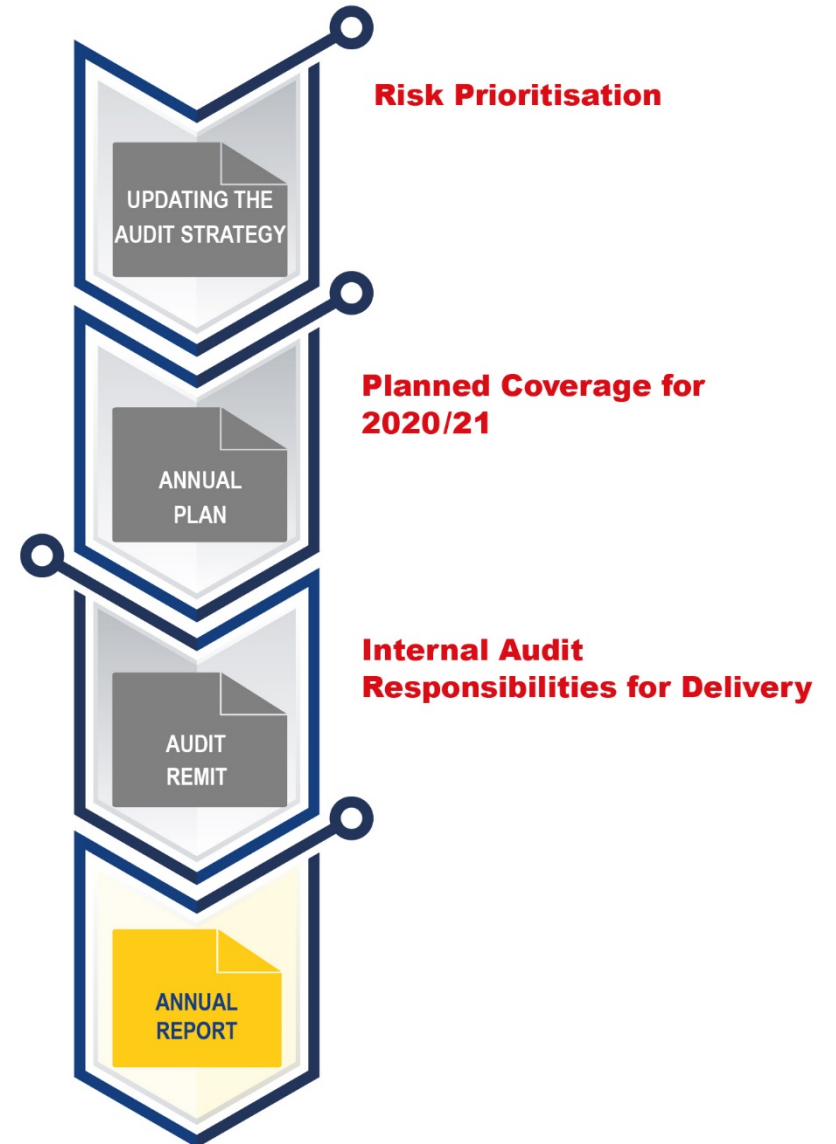 Risk Prioritisation
UPDATING THE
AUDIT STRATEGY
Planned Coverage for
2020/21
ANNUAL
PLAN
Internal Audit
Responsibilities for Delivery
AUDIT
REMIT
ANNUAL
REPORT